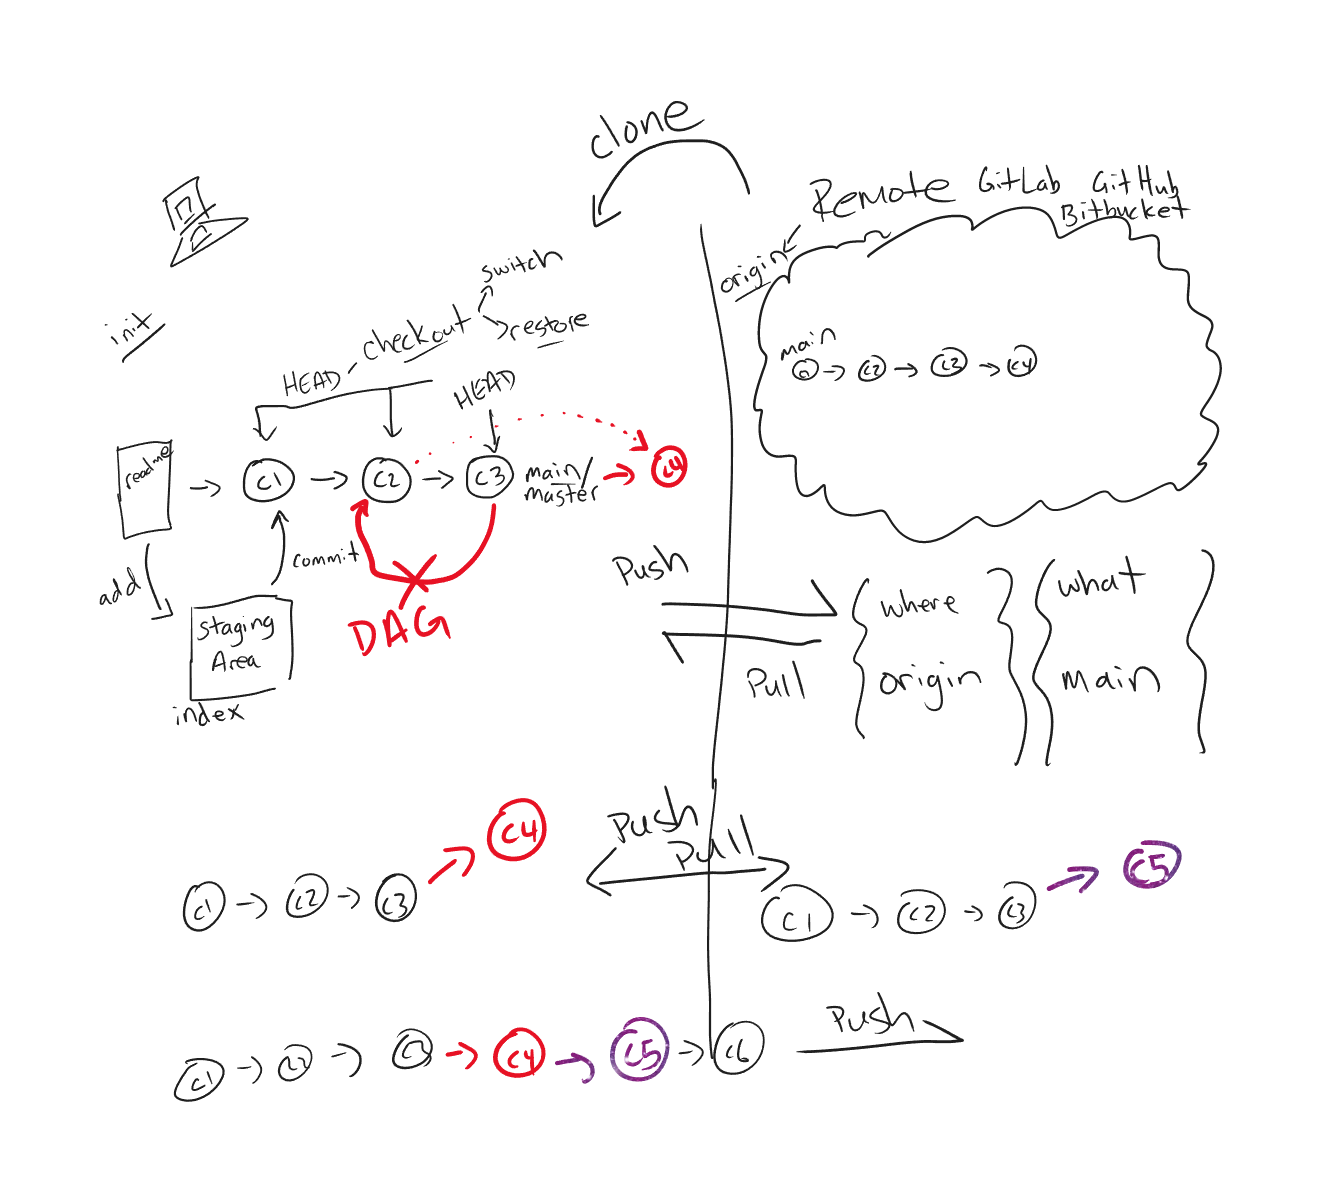 clone
Remote GitLab GitHub
Bitbucket
origin
init
switch
checkout
restore
HEAD
HEAD
main
C1 C2 C3 C4
readme
C1
C2
C3
main/
master
C4
commit
add
DAG
Staging
Area
index
Push
Pull
where
origin
what
main
Push
Pull
C4
C1 C2 C3
C5
C1 C2 C3
Push
C1 C2 C3 C4 C5 C6